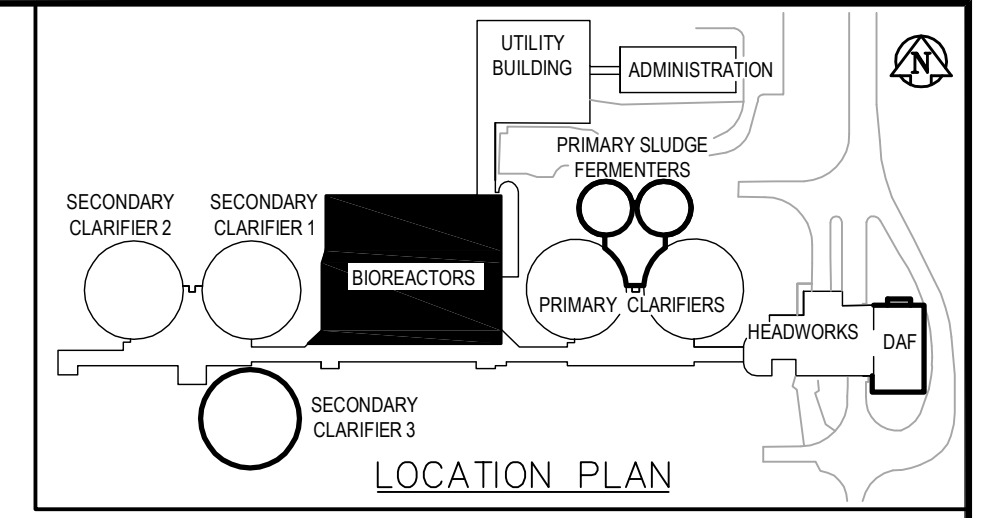 UTILITY
BUILDING
ADMINISTRATION
N
PRIMARY SLUDGE
FERMENTERS
SECONDARY
CLARIFIER 2
SECONDARY
CLARIFIER 1
BIOREACTORS
PRIMARY CLARIFIERS
HEADWORKS
DAF
SECONDARY
CLARIFIER 3
LOCATION PLAN